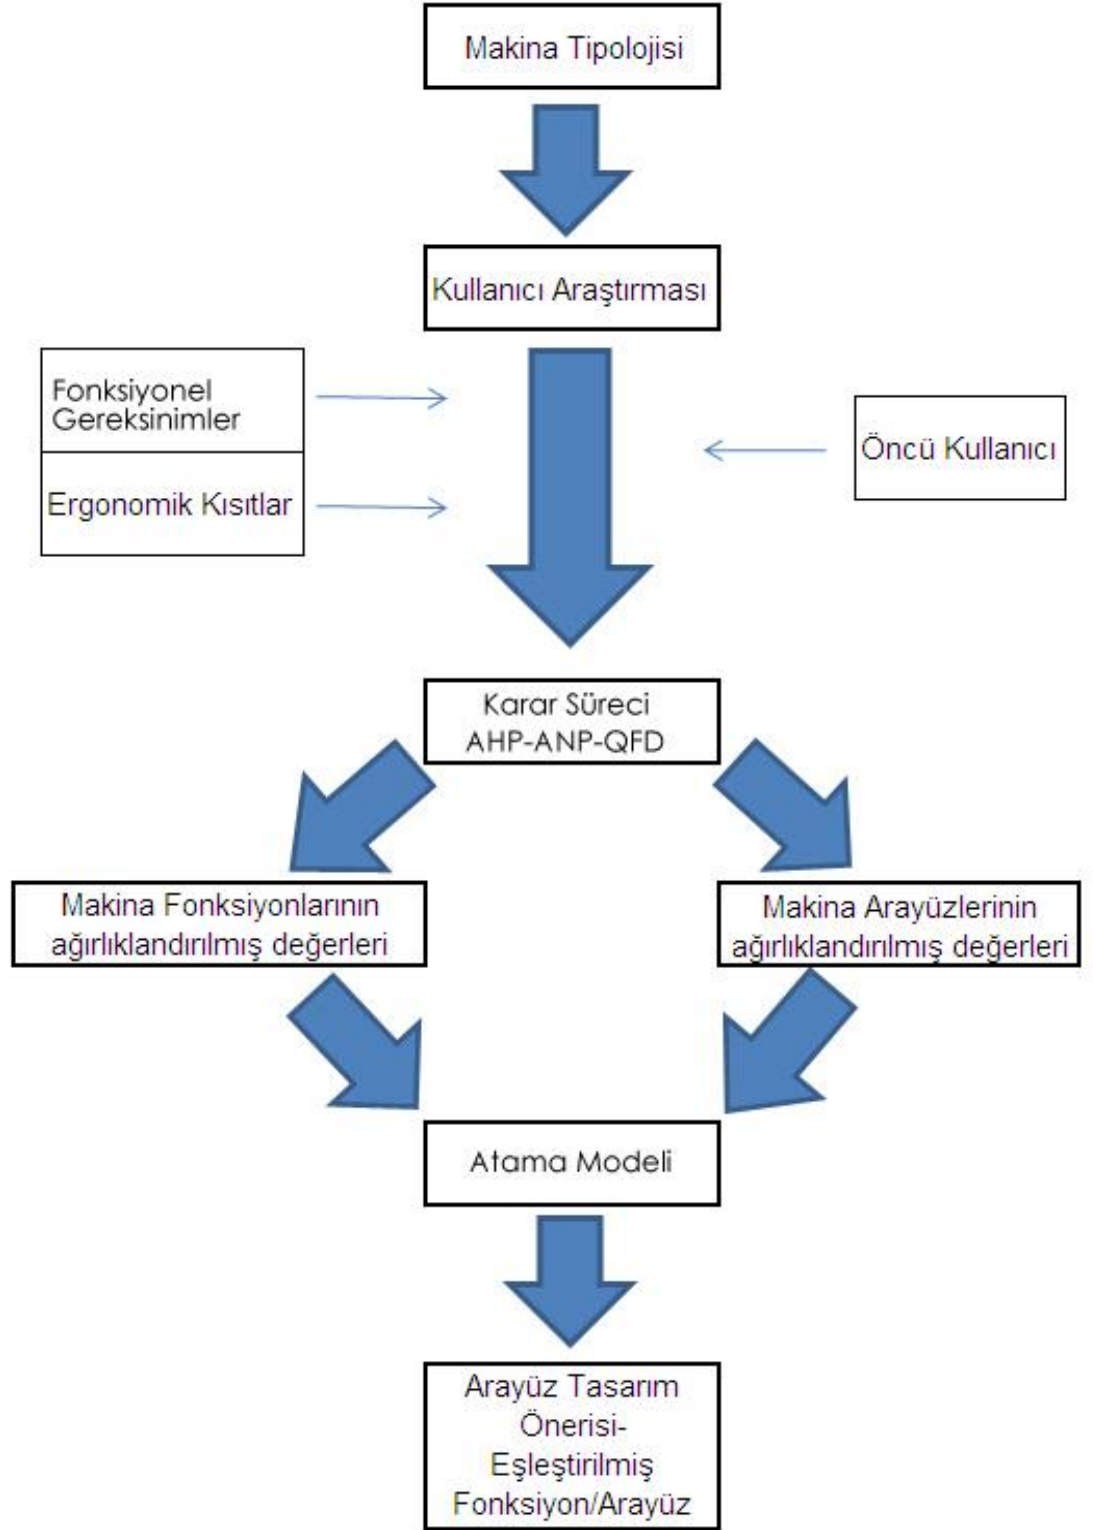 Makina Tipolojisi
Kullanıcı Araştırması
Fonksiyonel
Gereksinimler
Ergonomik Kısıtlar
Öncü Kullanıcı
Karar Süreci
AHP-ANP-QFD
Makina Fonksiyonlarının
ağırlıklandırılmış değerleri
Makina Arayüzlerinin
ağırlıklandırılmış değerleri
Atama Modeli
Arayüz Tasarım
Önerisi-
Eşleştirilmiş
Fonksiyon/Arayüz